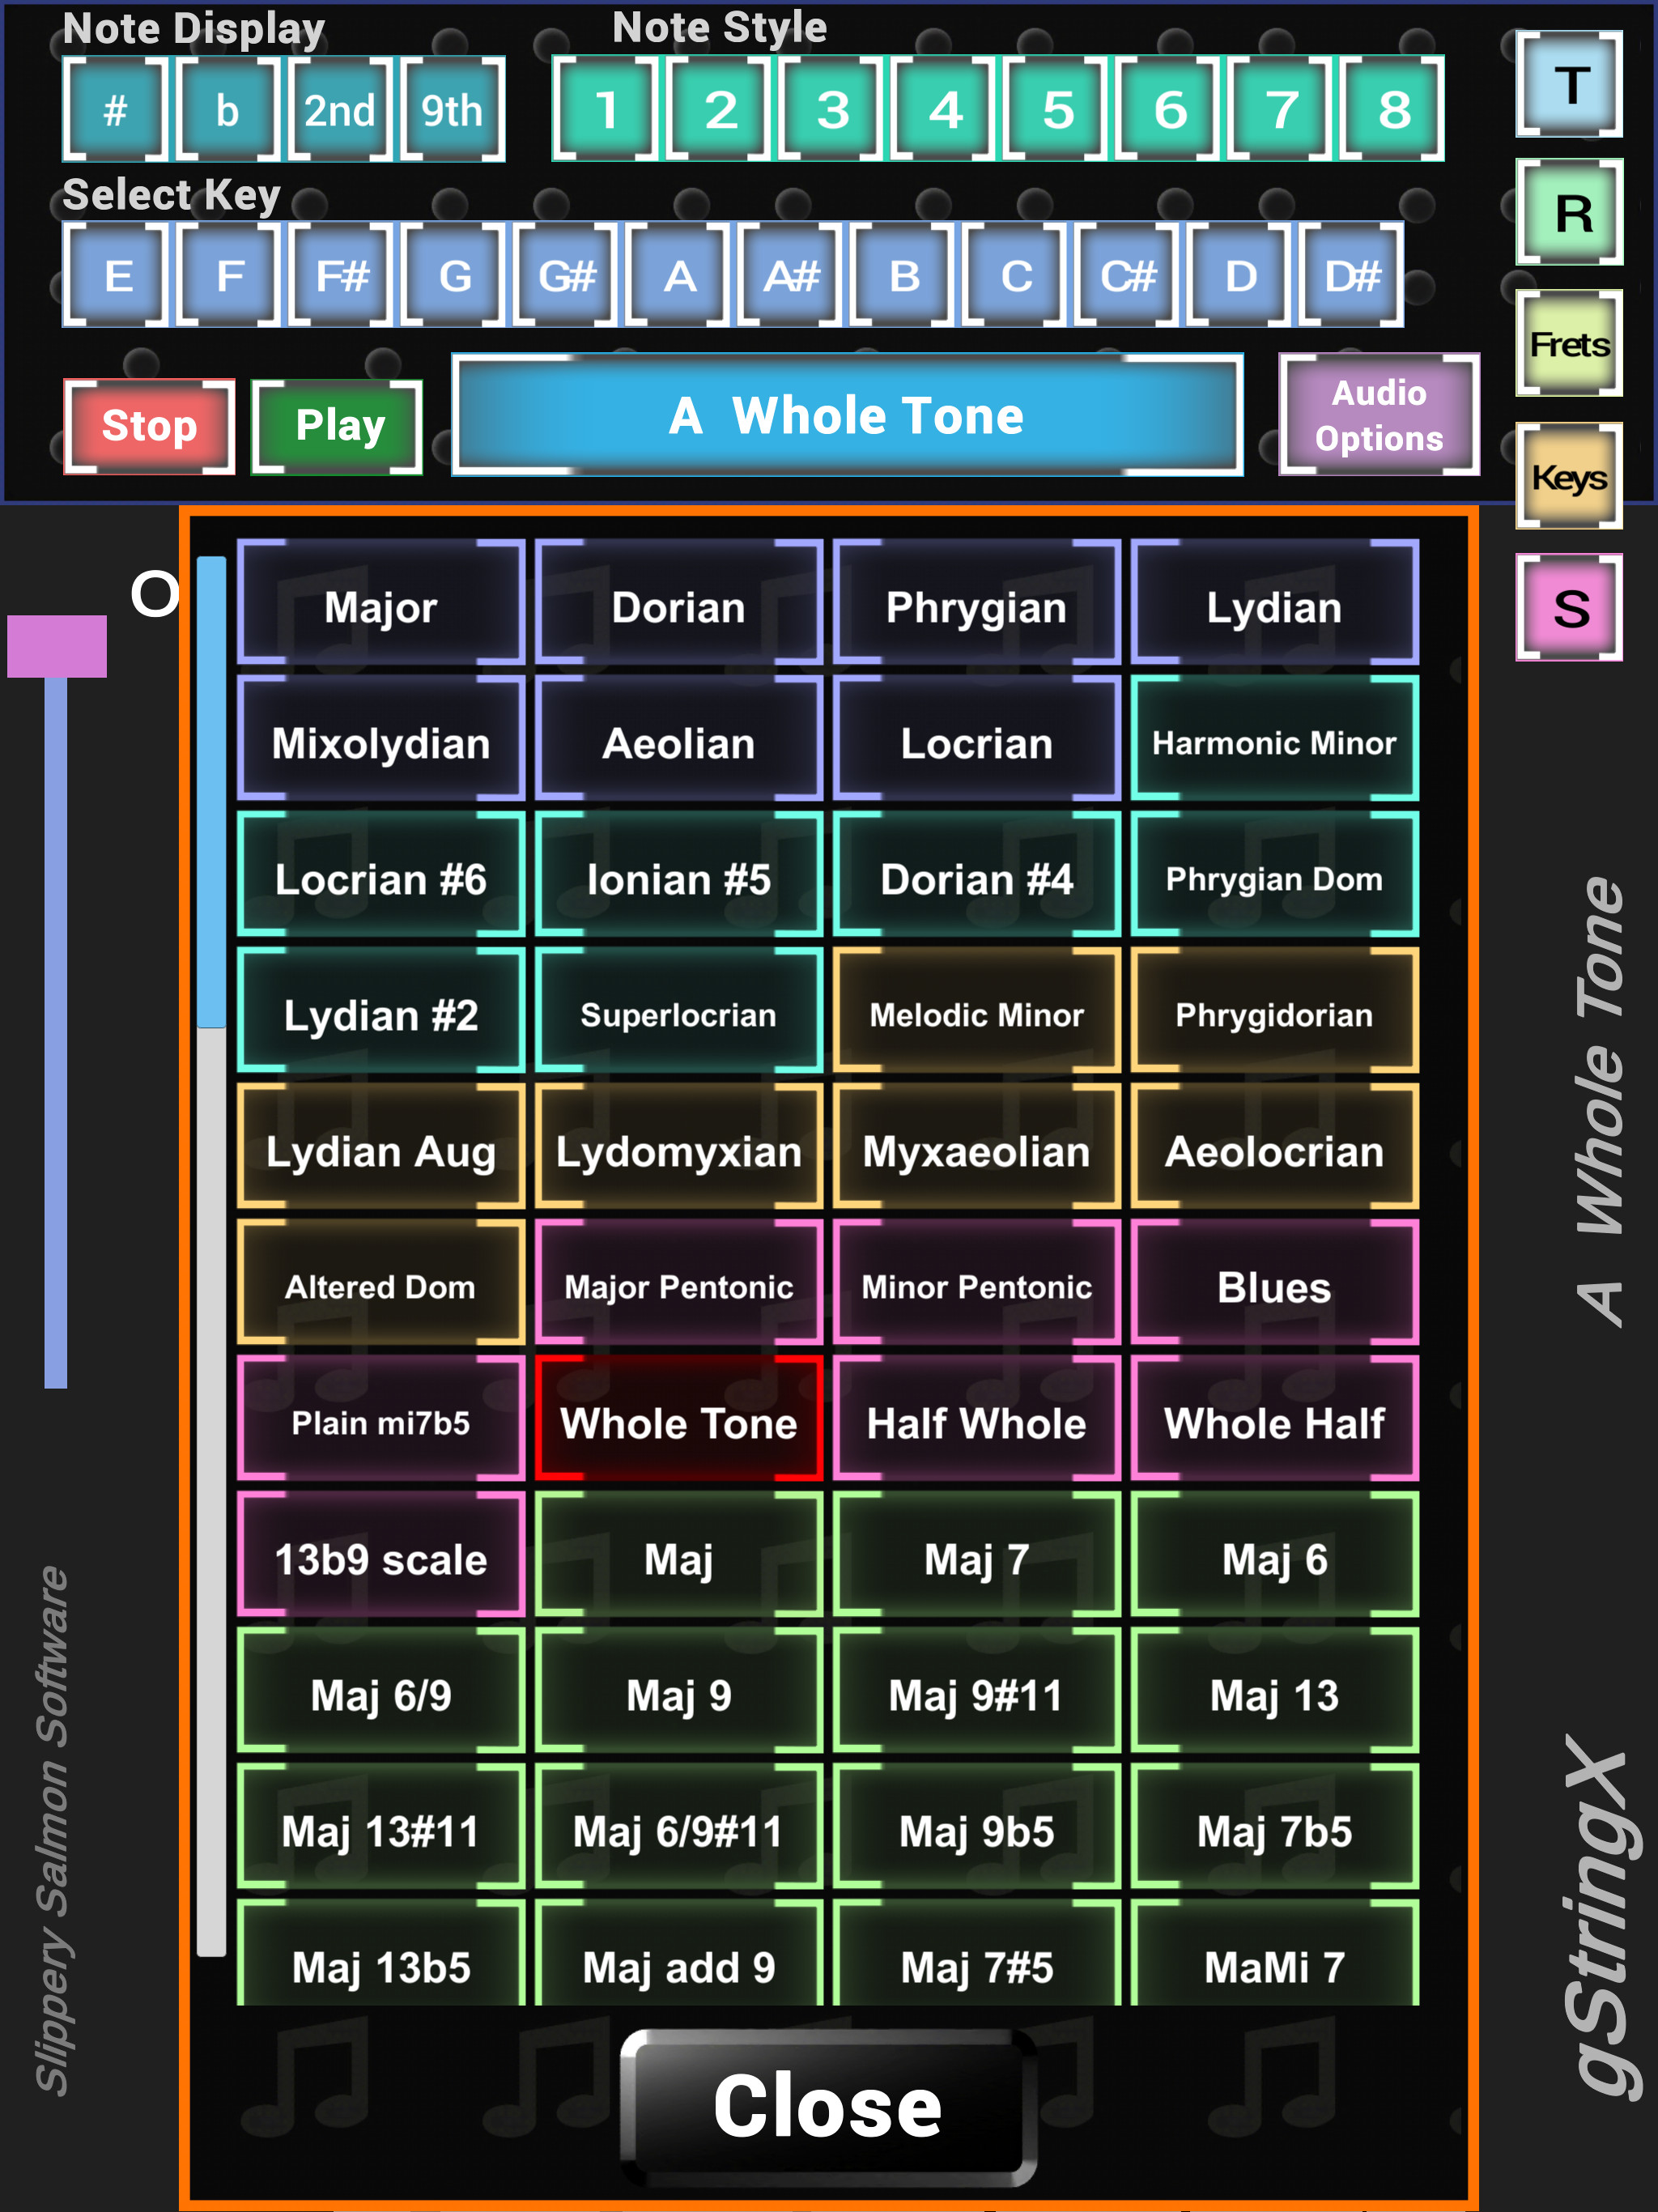 Note Display
Note Style
# b 2nd 9th
1 2 3 4 5 6 7 8
T
Select Key
R
E F F# G G# A A# B C C# D D#
Frets
Stop Play A Whole Tone Audio Options
Keys
O
S
Major Dorian Phrygian Lydian
Mixolydian Aeolian Locrian Harmonic Minor
Locrian #6 Ionian #5 Dorian #4 Phrygian Dom
Lydian #2 Superlocrian Melodic Minor Phrygidorian
Lydian Aug Lydomyxian Myxaeolian Aeolocrian
Altered Dom Major Pentonic Minor Pentonic Blues
Plain mi7b5 Whole Tone Half Whole Whole Half
13b9 scale Maj Maj 7 Maj 6
Maj 6/9 Maj 9 Maj 9#11 Maj 13
Maj 13#11 Maj 6/9#11 Maj 9b5 Maj 7b5
Maj 13b5 Maj add 9 Maj 7#5 MaMi 7
Close
Slippery Salmon Software
A Whole Tone
gStringX